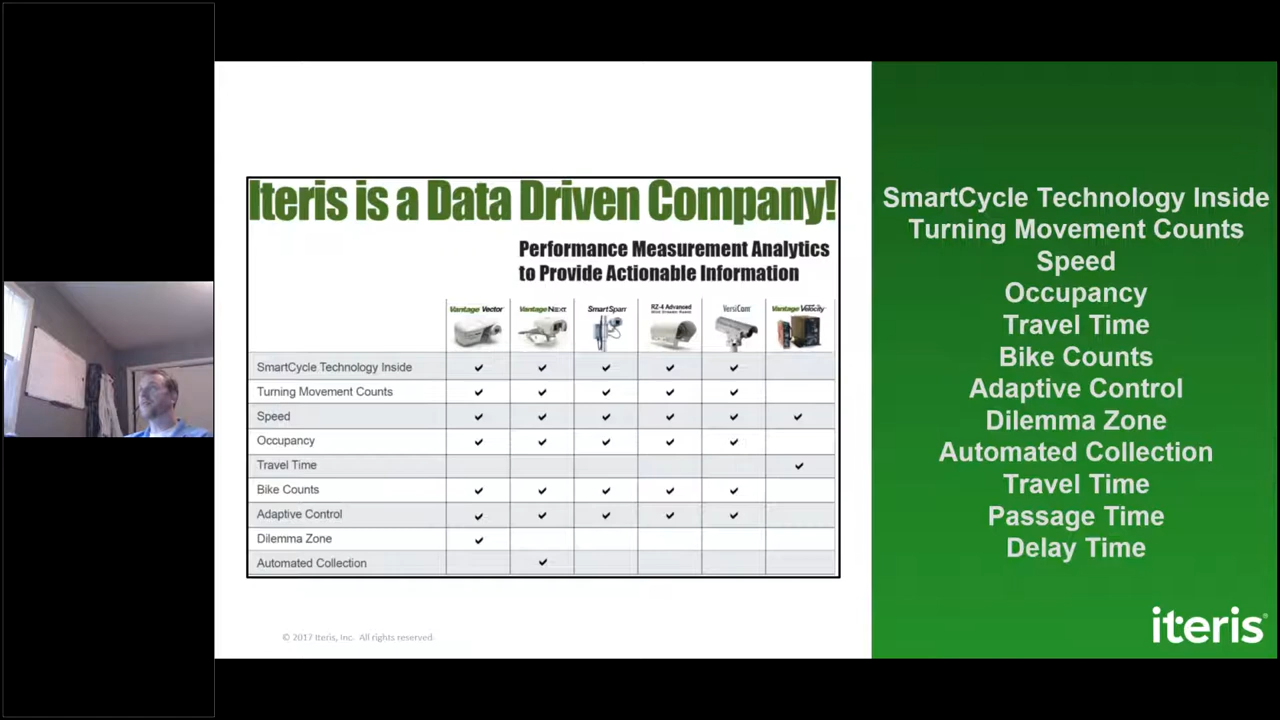 Iteris is a Data Driven Company!
Performance Measurement Analytics
to Provide Actionable Information
Vantage Vector Vantage Next SmartSpan RZ-4 Advanced VersiCam Vantage Velocity
SmartCycle Technology Inside
Turning Movement Counts
Speed
Occupancy
Travel Time
Bike Counts
Adaptive Control
Dilemma Zone
Automated Collection
© 2017 Iteris, Inc. All rights reserved.
SmartCycle Technology Inside
Turning Movement Counts
Speed
Occupancy
Travel Time
Bike Counts
Adaptive Control
Dilemma Zone
Automated Collection
Travel Time
Passage Time
Delay Time
iteris